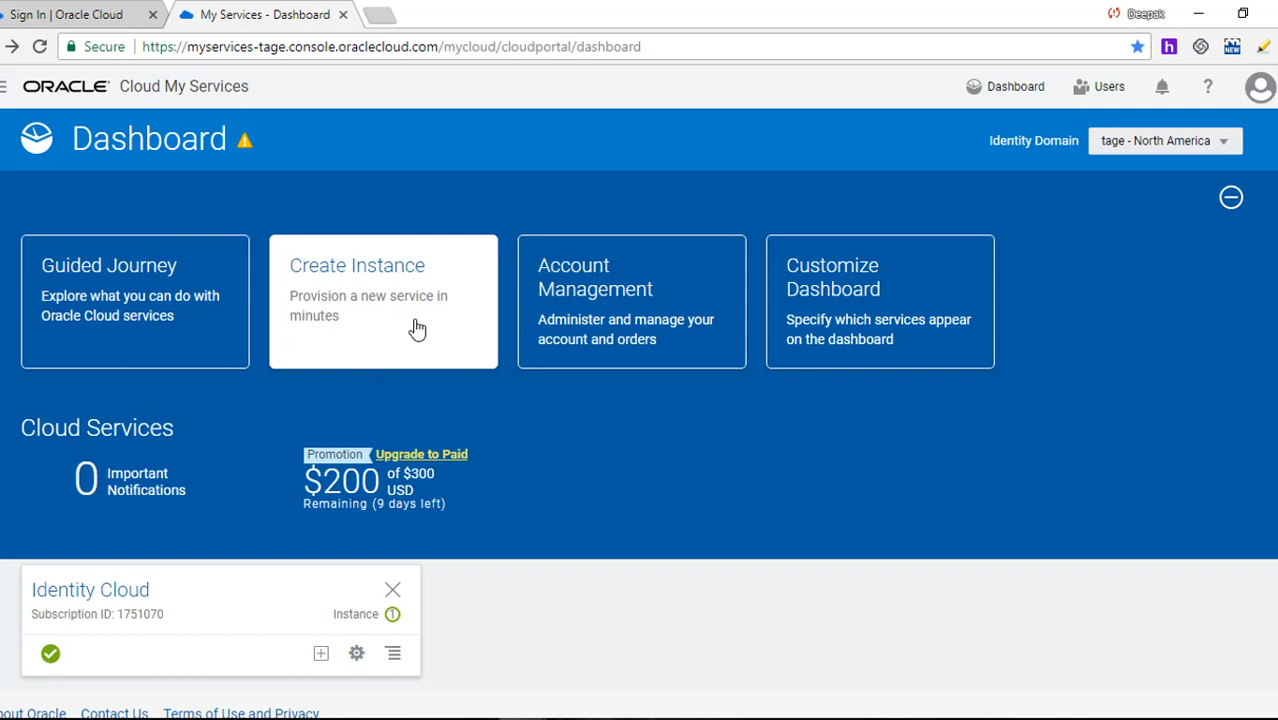 Sign In | Oracle Cloud
My Services - Dashboard
Deepak
Secure
https://myservices-tage.console.oraclecloud.com/mycloud/cloudportal/dashboard
NEW
ORACLE® Cloud My Services
Dashboard
Users
?
Dashboard
Identity Domain
tage - North America
Guided Journey
Explore what you can do with
Oracle Cloud services
Create Instance
Provision a new service in
minutes
Account
Management
Administer and manage your
account and orders
Customize
Dashboard
Specify which services appear
on the dashboard
Cloud Services
0
Important
Notifications
Promotion Upgrade to Paid
$200
of $300
USD
Remaining (9 days left)
Identity Cloud
Subscription ID: 1751070
Instance 1
bout Oracle Contact Us Terms of Use and Privacy